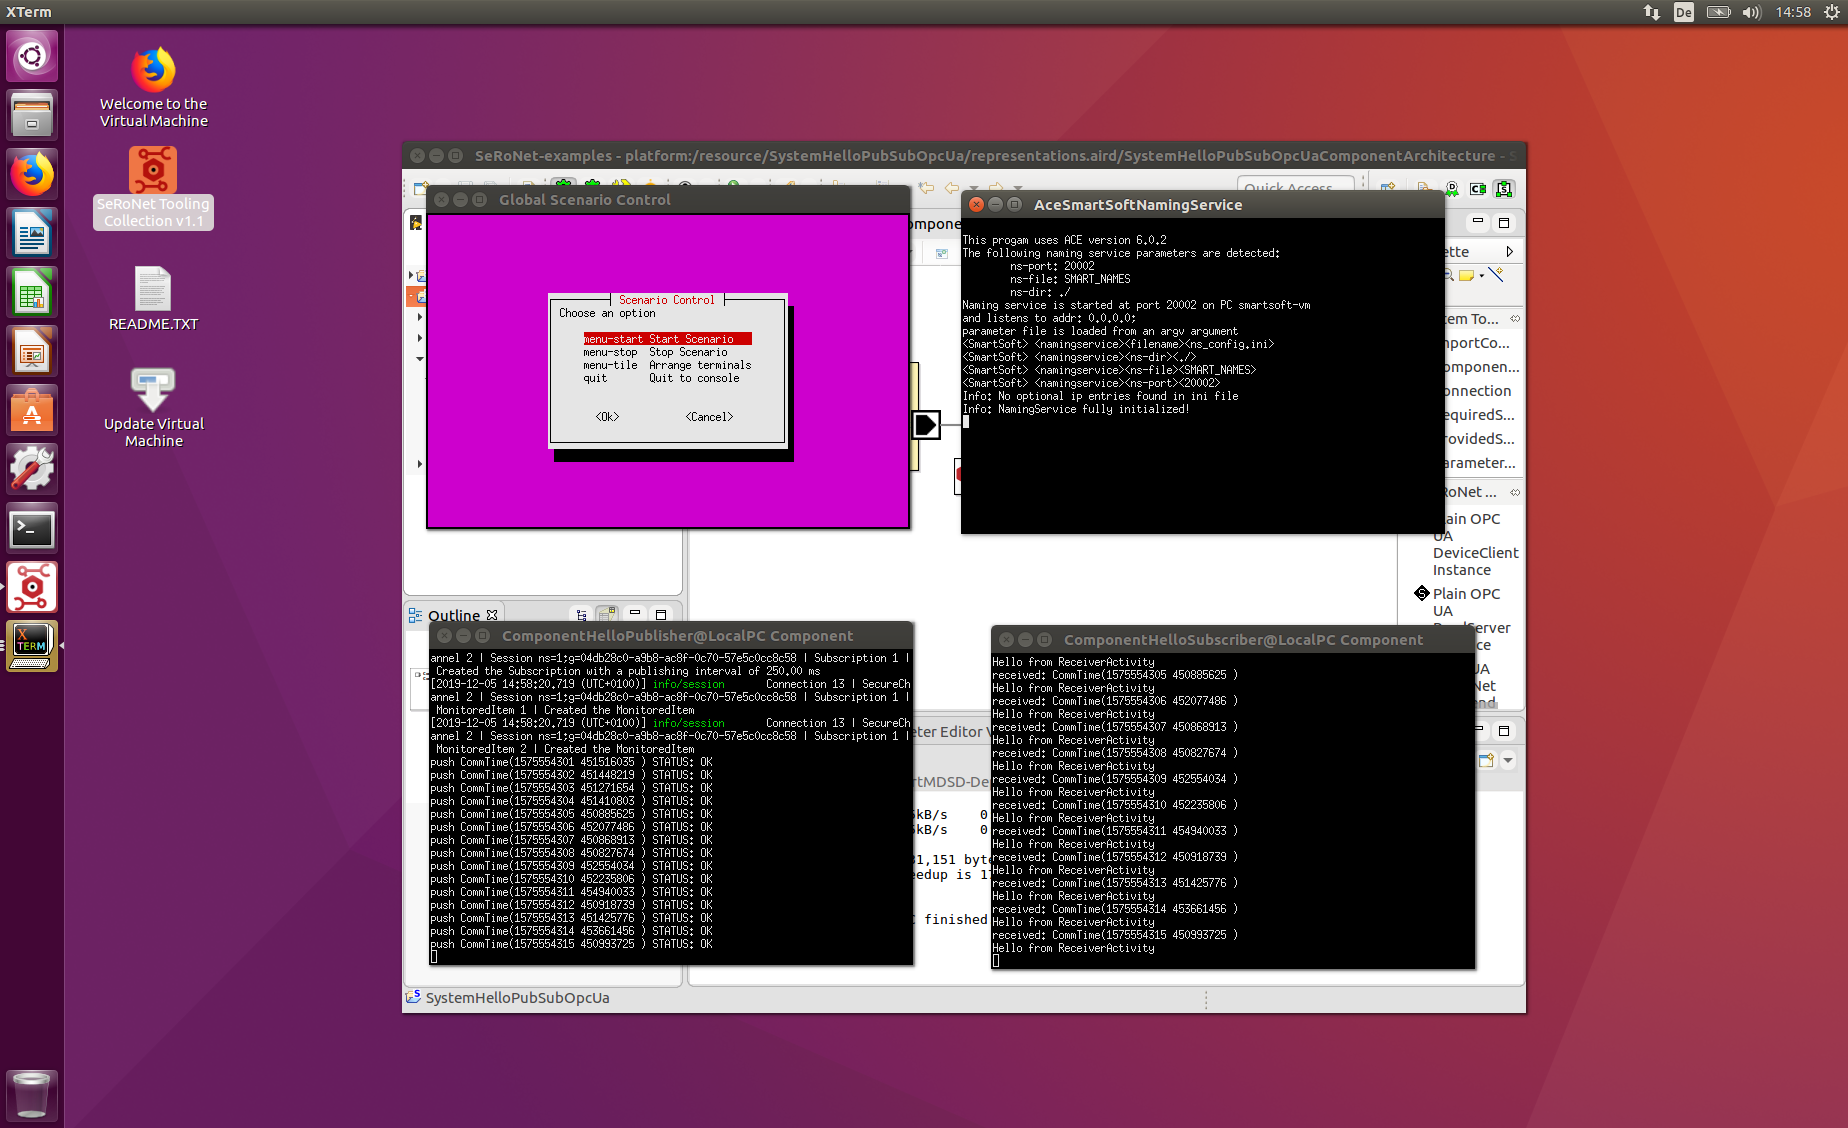 XTerm
De
14:58
Welcome to the
Virtual Machine
SeRoNet Tooling
Collection v1.1
README.TXT
Update Virtual
Machine
SeRoNet-examples - platform:/resource/SystemHelloPubSubOpcUa/representations.aird/SystemHelloPubSubOpcUaComponentArchitecture - S
Quick Access
Global Scenario Control
Scenario Control
Choose an option
menu-start Start Scenario
menu-stop Stop Scenario
menu-tile Arrange terminals
quit Quit to console
<Ok> <Cancel>
AceSmartSoftNamingService
This progam uses ACE version 6.0.2
The following naming service parameters are detected:
ns-port: 20002
ns-file: SMART_NAMES
ns-dir: ./
Naming service is started at port 20002 on PC smartsoft-vm
and listens to addr: 0.0.0.0;
parameter file is loaded from an argv argument
<SmartSoft> <namingservice><filename><ns_config.ini>
<SmartSoft> <namingservice><ns-dir><./>
<SmartSoft> <namingservice><ns-file><SMART_NAMES>
<SmartSoft> <namingservice><ns-port><20002>
Info: No optional ip entries found in ini file
Info: NamingService fully initialized!
ompone
ette
em To...
mportCo...
omponen...
onnection
equiredS...
rovidedS...
arameter...
RoNet ...
lain OPC
UA
DeviceClient
Instance
Plain OPC
UA
Server
UA
Net
Outline
ComponentHelloPublisher@LocalPC Component
annel 2 | Session ns=1;g=04db28c0-a9b8-ac8f-0c70-57e5c0cc8c58 | Subscription 1 |
Created the Subscription with a publishing interval of 250.00 ms
[2019-12-05 14:58:20.719 (UTC+0100)] info/session Connection 13 | SecureCh
annel 2 | Session ns=1;g=04db28c0-a9b8-ac8f-0c70-57e5c0cc8c58 | Subscription 1 |
MonitoredItem 1 | Created the MonitoredItem
[2019-12-05 14:58:20.719 (UTC+0100)] info/session Connection 13 | SecureCh
annel 2 | Session ns=1;g=04db28c0-a9b8-ac8f-0c70-57e5c0cc8c58 | Subscription 1 |
MonitoredItem 2 | Created the MonitoredItem
push CommTime(1575554301 451516035 ) STATUS: OK
push CommTime(1575554302 451448219 ) STATUS: OK
push CommTime(1575554303 451271654 ) STATUS: OK
push CommTime(1575554304 451410803 ) STATUS: OK
push CommTime(1575554305 450885625 ) STATUS: OK
push CommTime(1575554306 452077486 ) STATUS: OK
push CommTime(1575554307 450868913 ) STATUS: OK
push CommTime(1575554308 450827674 ) STATUS: OK
push CommTime(1575554309 452554034 ) STATUS: OK
push CommTime(1575554310 452235806 ) STATUS: OK
push CommTime(1575554311 454940033 ) STATUS: OK
push CommTime(1575554312 450918739 ) STATUS: OK
push CommTime(1575554313 451425776 ) STATUS: OK
push CommTime(1575554314 453661456 ) STATUS: OK
push CommTime(1575554315 450993725 ) STATUS: OK
eter Editor V
rtMDSD-De
5kB/s 0
5kB/s 0
31,151 byte
eedup is 17
finished
ComponentHelloSubscriber@LocalPC Component
Hello from ReceiverActivity
received: CommTime(1575554305 450885625 )
Hello from ReceiverActivity
received: CommTime(1575554306 452077486 )
Hello from ReceiverActivity
received: CommTime(1575554307 450868913 )
Hello from ReceiverActivity
received: CommTime(1575554308 450827674 )
Hello from ReceiverActivity
received: CommTime(1575554309 452554034 )
Hello from ReceiverActivity
received: CommTime(1575554310 452235806 )
Hello from ReceiverActivity
received: CommTime(1575554311 454940033 )
Hello from ReceiverActivity
received: CommTime(1575554312 450918739 )
Hello from ReceiverActivity
received: CommTime(1575554313 451425776 )
Hello from ReceiverActivity
received: CommTime(1575554314 453661456 )
Hello from ReceiverActivity
received: CommTime(1575554315 450993725 )
Hello from ReceiverActivity
SystemHelloPubSubOpcUa